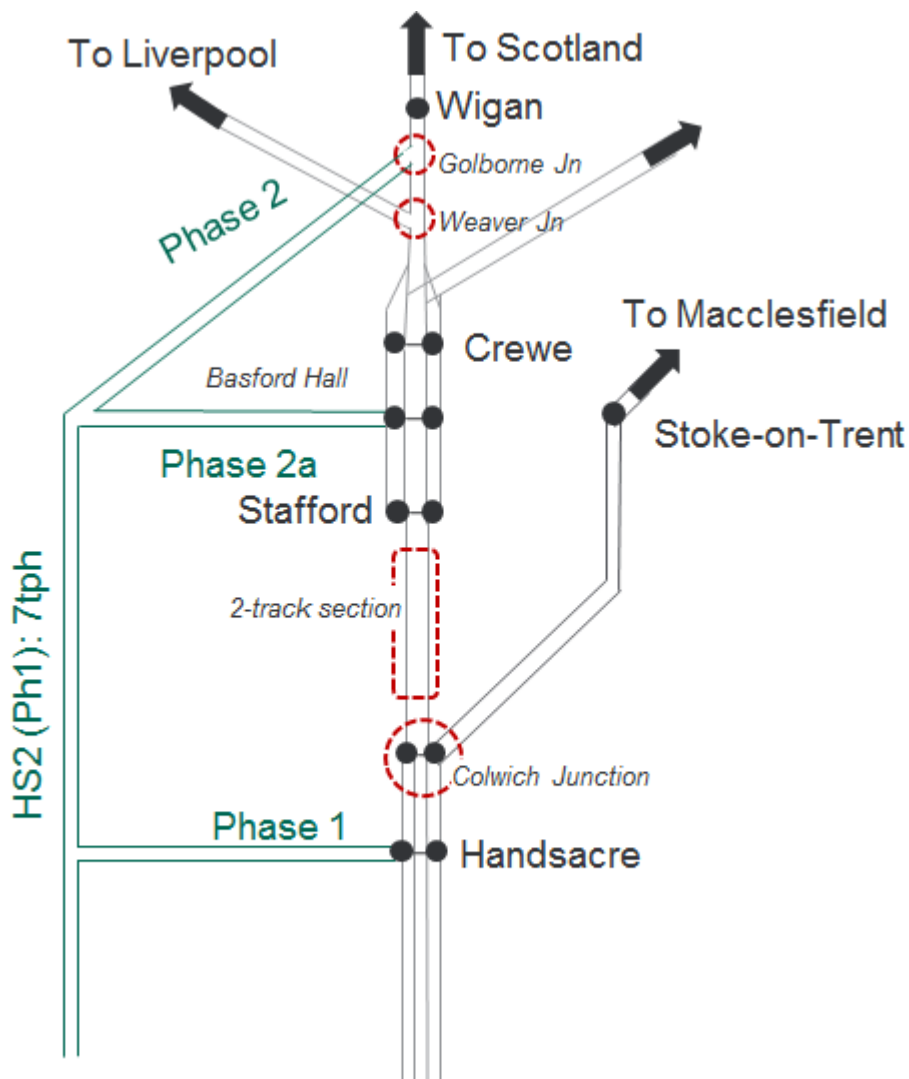 To Liverpool
To Scotland
Wigan
Golborne Jn
Phase 2
Weaver Jn
To Macclesfield
Crewe
Basford Hall
Stoke-on-Trent
Phase 2a
Stafford
2-track section
HS2 (Ph1): 7tph
Colwich Junction
Phase 1
Handsacre